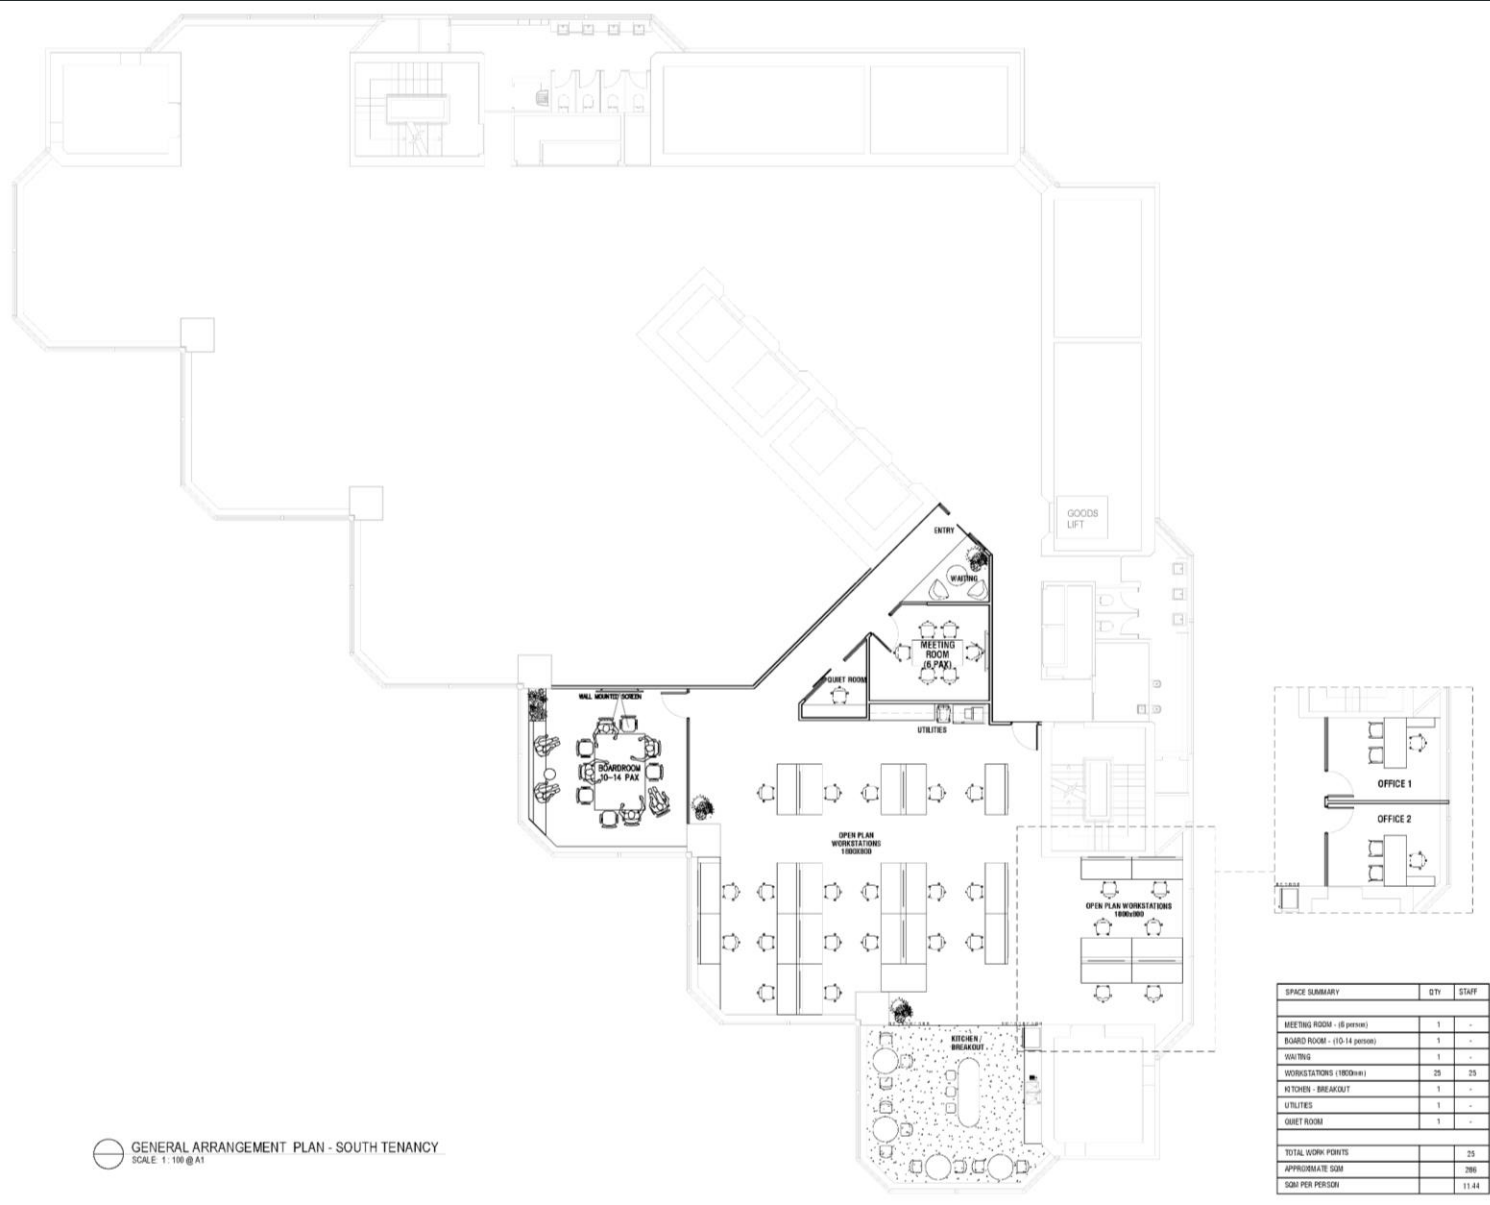 GOODS
LIFT
ENTRY
WAITING
MEETING
ROOM
(6 PAX)
QUIET ROOM
WALL MOUNTED SCREEN
UTILITIES
BOARDROOM
10-14 PAX
OFFICE 1
OFFICE 2
OPEN PLAN
WORKSTATIONS
1800X800
OPEN PLAN WORKSTATIONS
1800x800
KITCHEN /
BREAKOUT
SPACE SUMMARY QTY STAFF
MEETING ROOM - (6 person) 1 -
BOARD ROOM - (10-14 person) 1 -
WAITING 1 -
WORKSTATIONS (1800mm) 25 25
KITCHEN - BREAKOUT 1 -
UTILITIES 1 -
QUIET ROOM 1 -
TOTAL WORK POINTS 25
APPROXIMATE SQM 286
SQM PER PERSON 11.44
GENERAL ARRANGEMENT PLAN - SOUTH TENANCY
SCALE: 1 : 100 @ A1